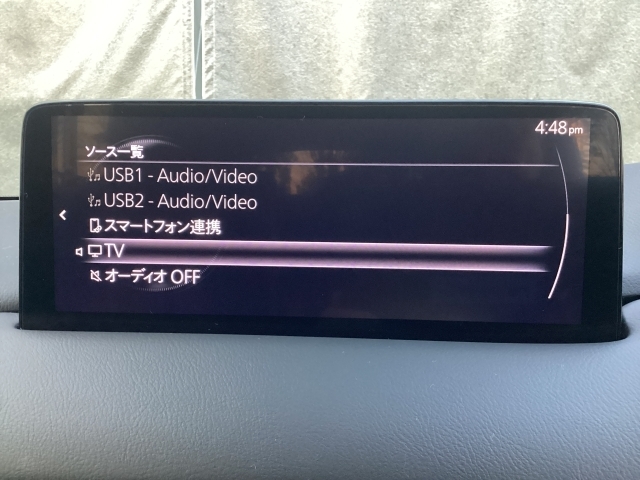 4:48pm
ソース一覧
USB1 - Audio/Video
USB2 - Audio/Video
スマートフォン連携
TV
オーディオ OFF